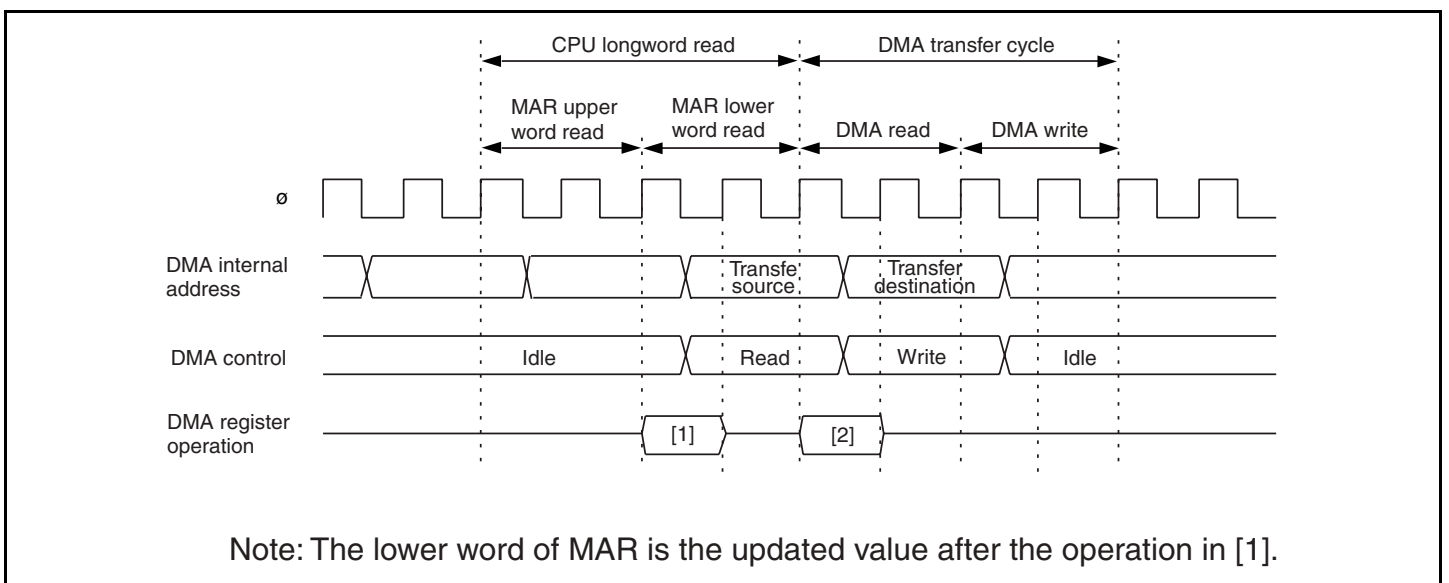 CPU longword read
DMA transfer cycle
MAR upper
word read
MAR lower
word read
DMA read
DMA write
ø
DMA internal
address
Transfe
source
Transfer
destination
DMA control
Idle
Read
Write
Idle
DMA register
operation
[1]
[2]
Note: The lower word of MAR is the updated value after the operation in [1].